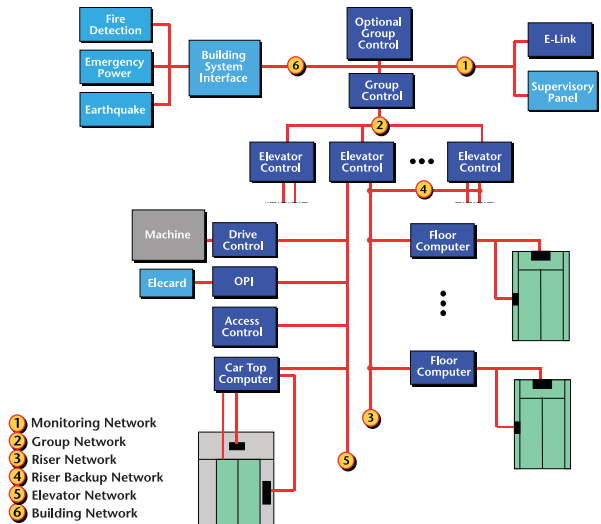 Fire
Detection
Emergency
Power
Earthquake
Building
System
Interface
6
Optional
Group
Control
Group
Control
1
E-Link
Supervisory
Panel
2
Elevator
Control
Elevator
Control
Elevator
Control
4
Machine
Drive
Control
Elecard
OPI
Access
Control
Car Top
Computer
Floor
Computer
Floor
Computer
3
5
1 Monitoring Network
2 Group Network
3 Riser Network
4 Riser Backup Network
5 Elevator Network
6 Building Network